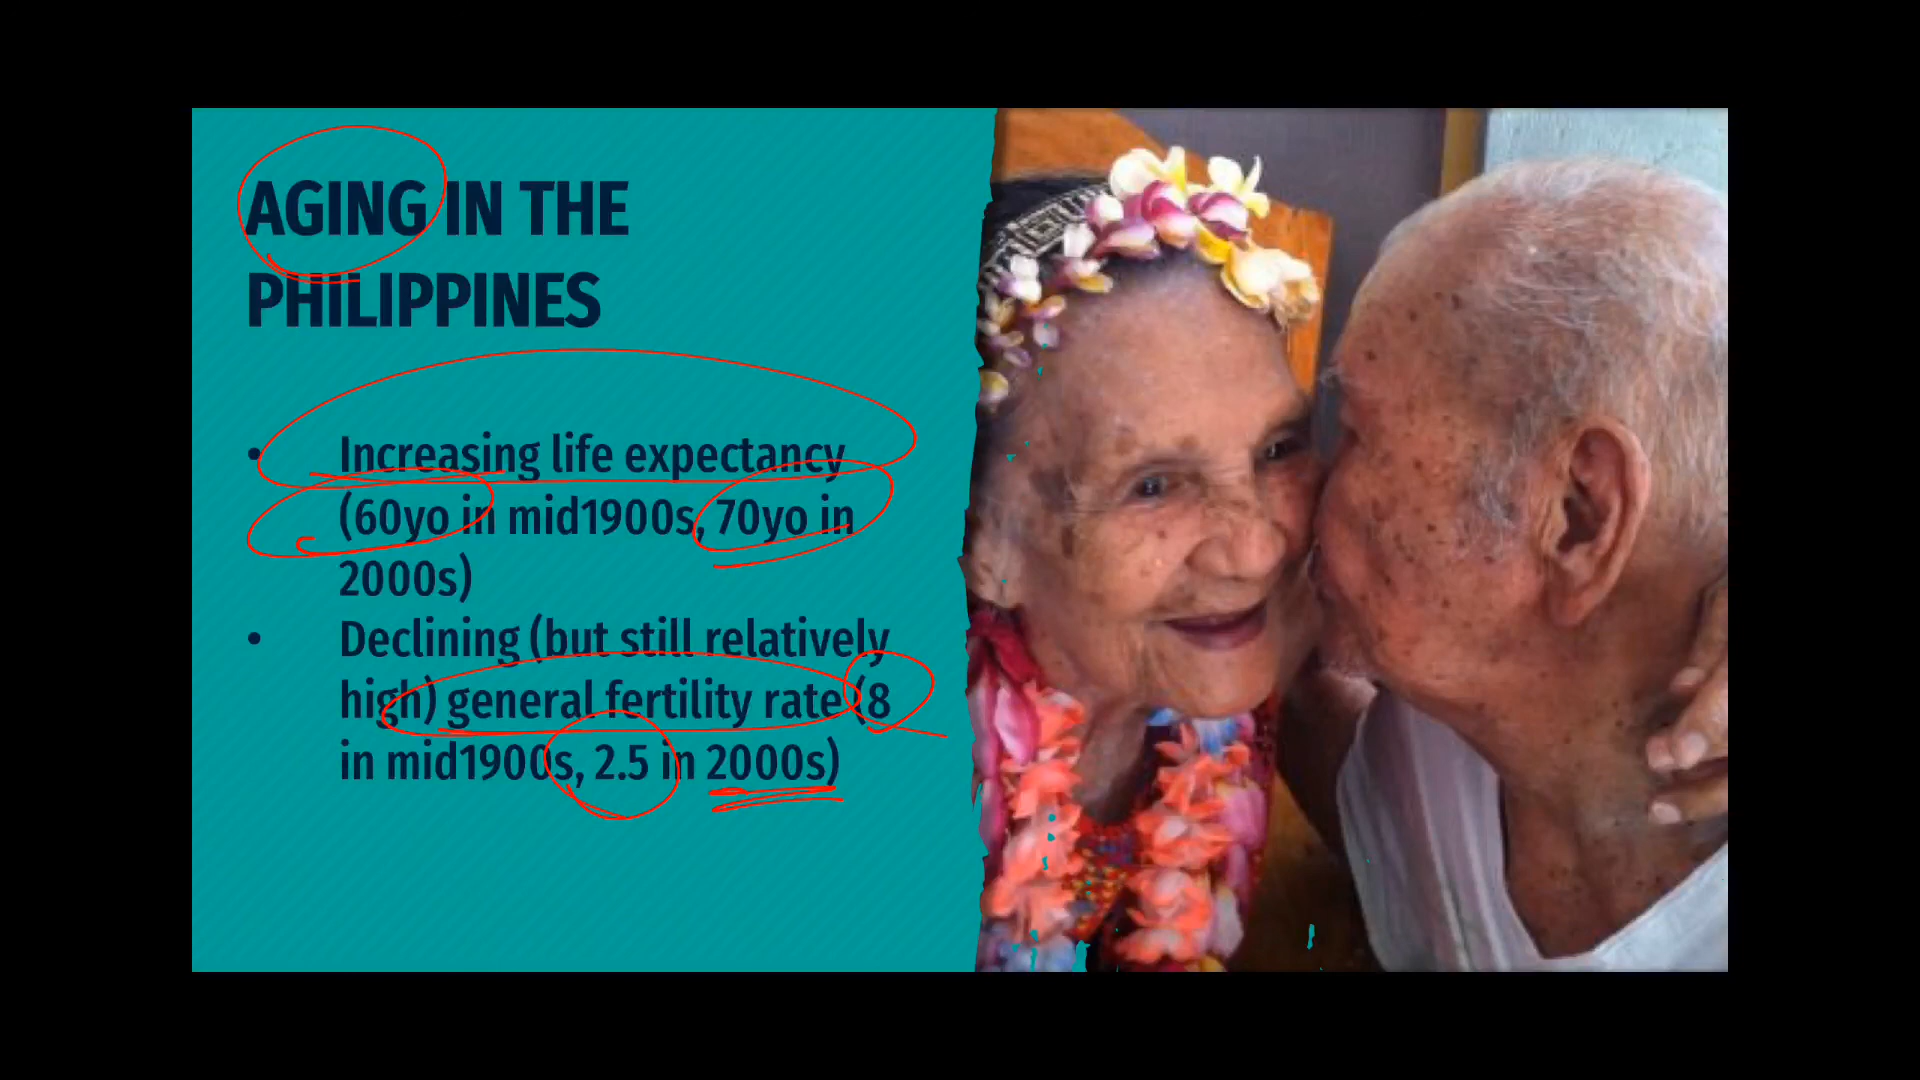 AGING IN THE
PHILIPPINES
• Increasing life expectancy
(60yo in mid1900s, 70yo in
2000s)
• Declining (but still relatively
high) general fertility rate (8
in mid1900s, 2.5 in 2000s)